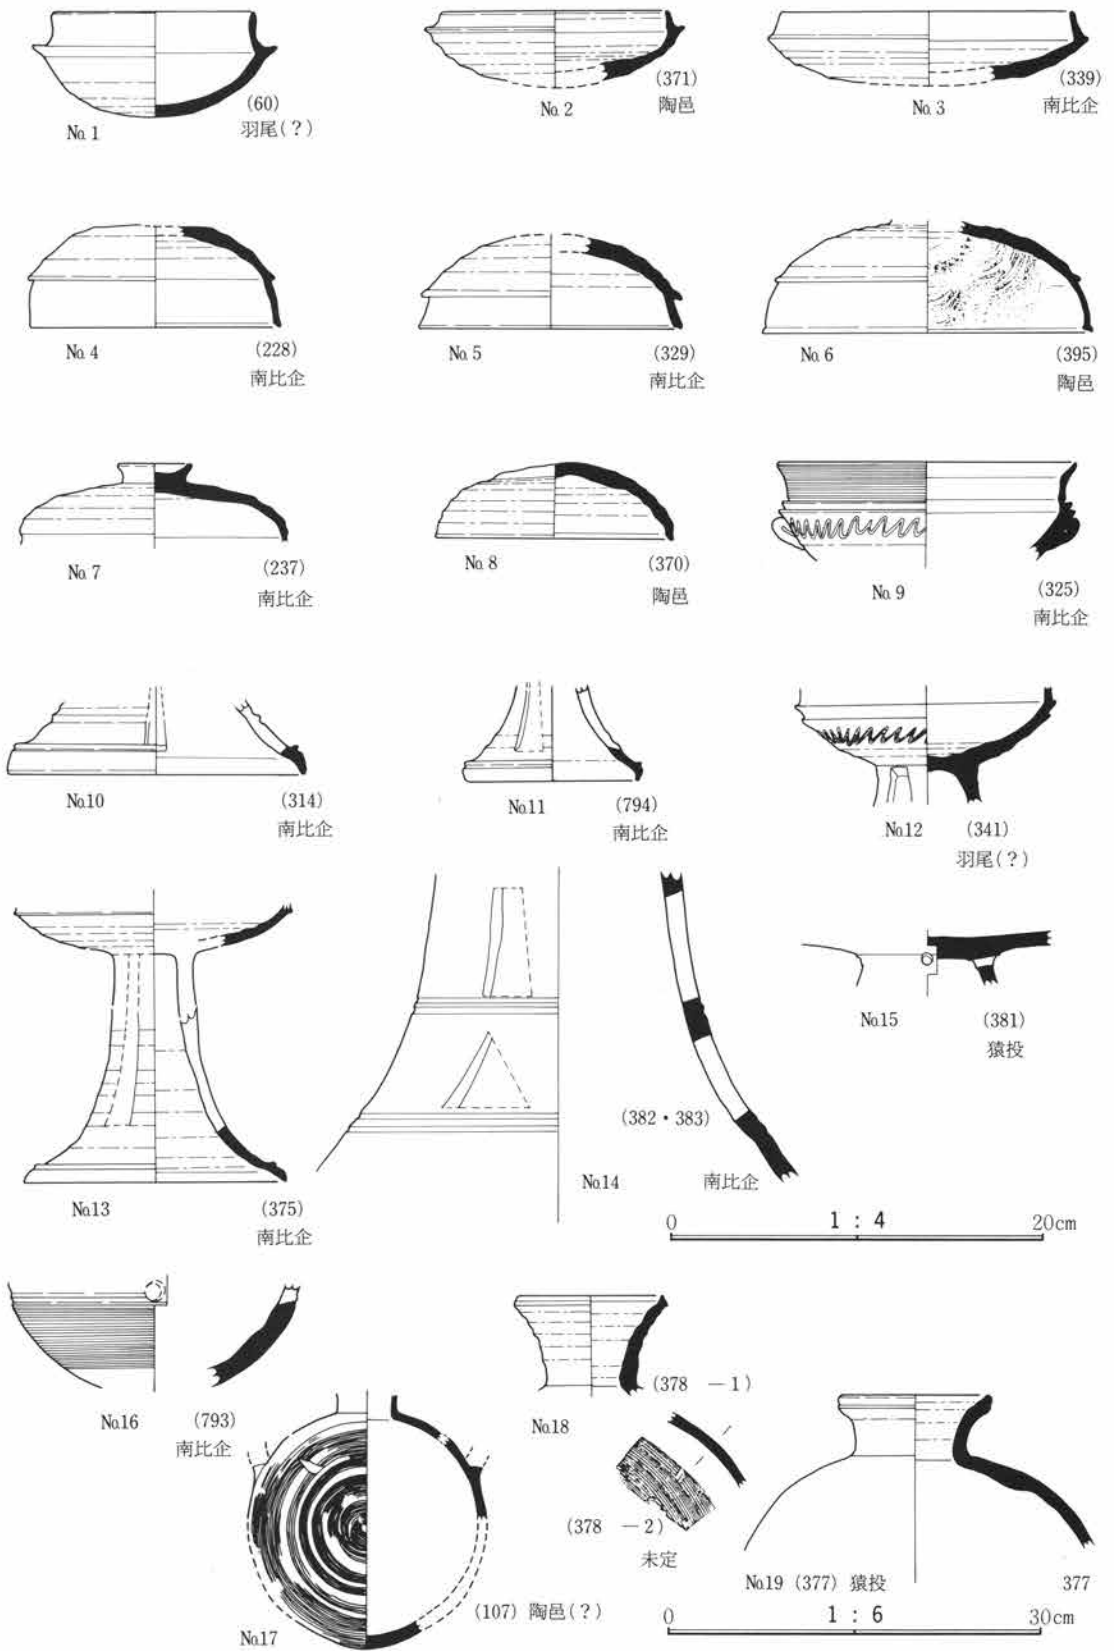 No.1
(60)
羽尾(?)
No.2
(371)
陶邑
No.3
(339)
南比企
No.4
(228)
南比企
No.5
(329)
南比企
No.6
(395)
陶邑
No.7
(237)
南比企
No.8
(370)
陶邑
No.9
(325)
南比企
No.10
(314)
南比企
No.11
(794)
南比企
No.12
(341)
羽尾(?)
No.13
(375)
南比企
No.14
(382・383)
南比企
No.15
(381)
猿投
0 1:4 20cm
No.16
(793)
南比企
No.17
(107) 陶邑(?)
No.18
(378 -1)
(378 -2)
未定
No.19 (377) 猿投
377
0 1:6 30cm